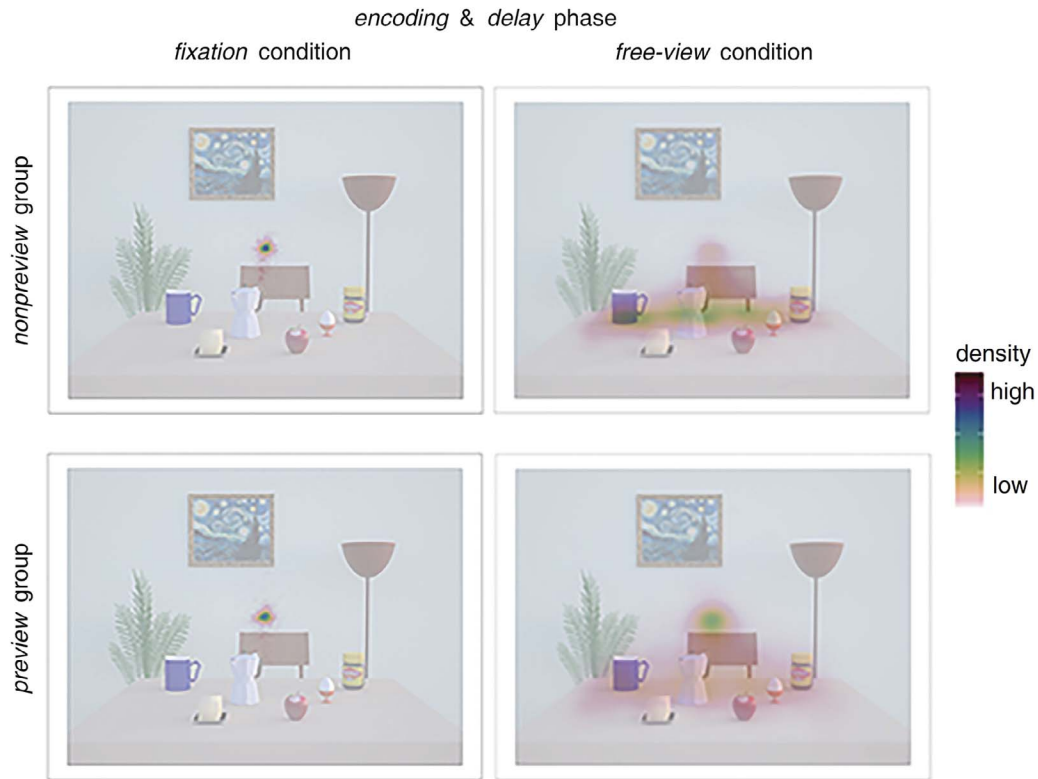 encoding & delay phase
fixation condition
free-view condition
nonpreview group
density
high
low
preview group